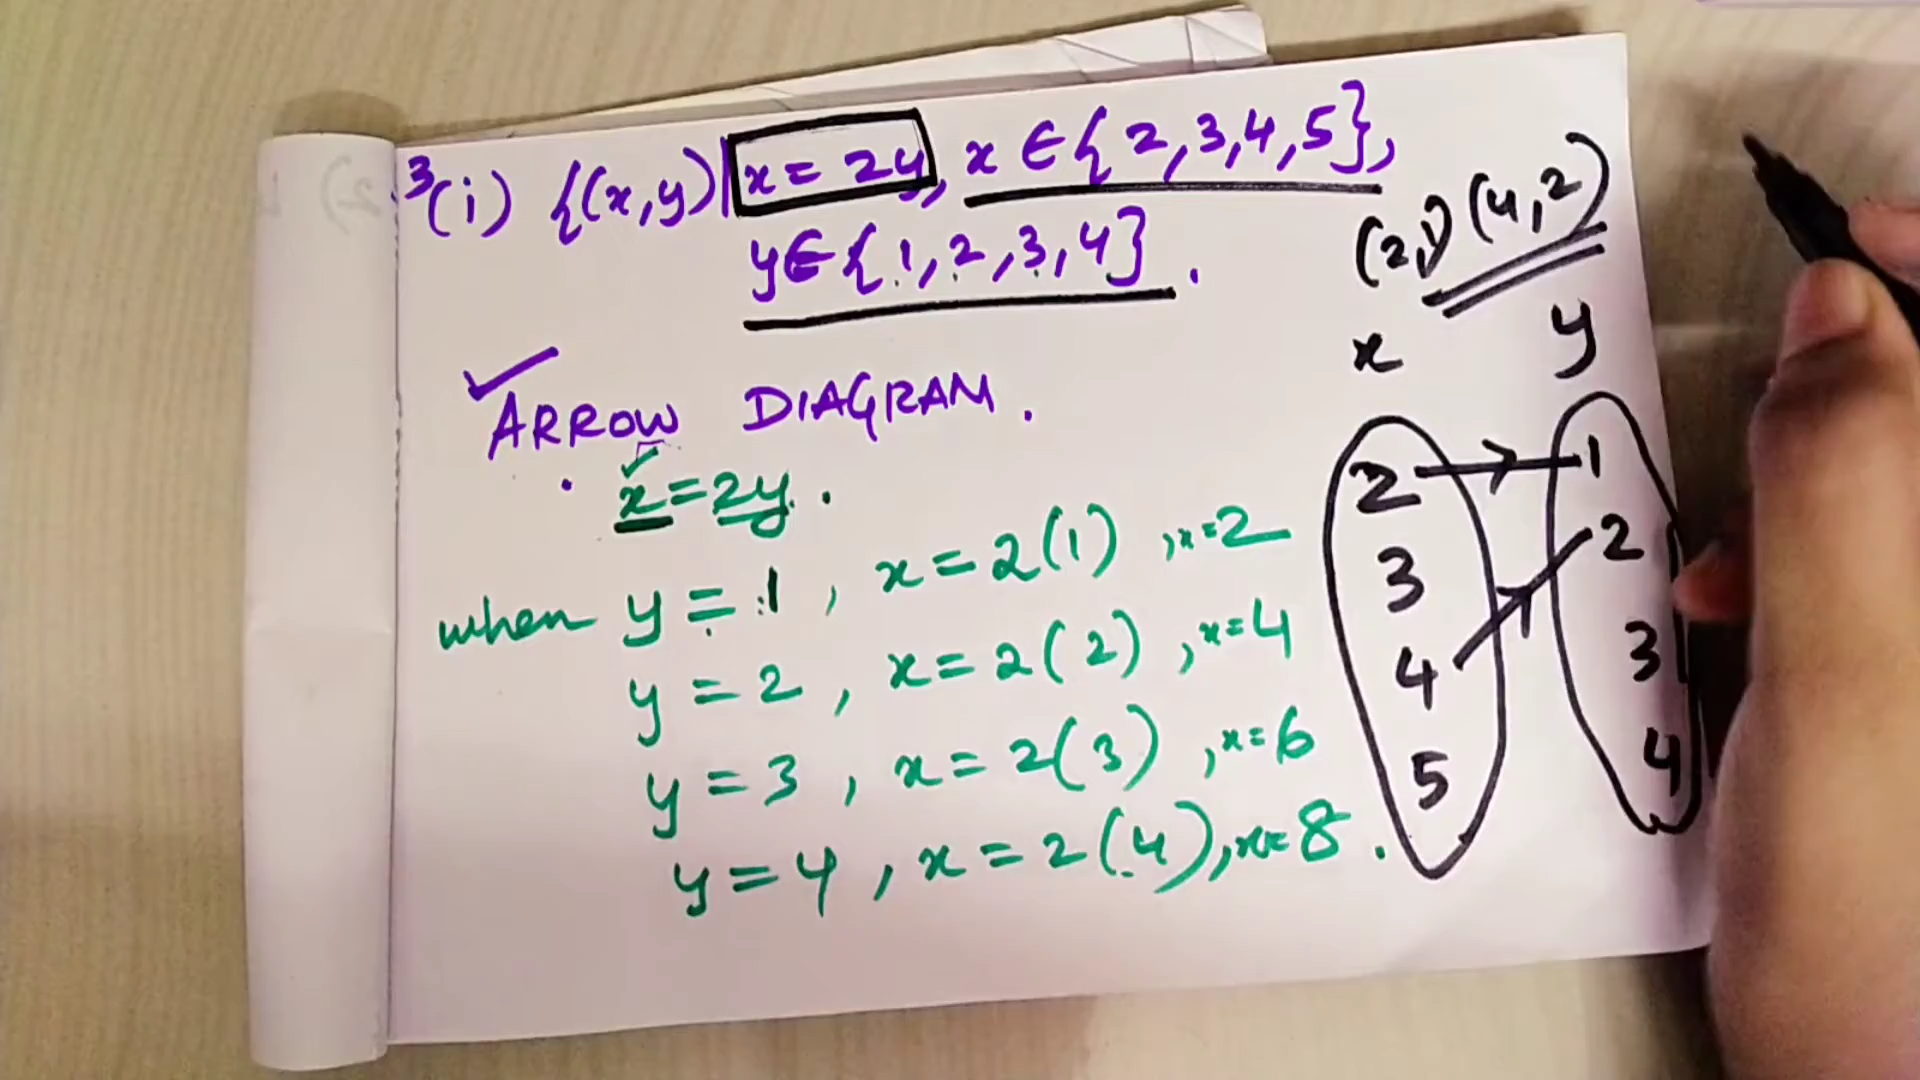 3(i) {(x,y)|x = 2y, x ∈ {2,3,4,5},
y∈{1,2,3,4}.
(2,1) (4,2)
ARROW DIAGRAM.
x=2y.
when y = 1, x=2(1), x=2
y = 2, x=2(2), x=4
y = 3, x=2(3), x=6
y=4, x=2(4), x=8.
x y
2 1
3 2
4 3
5 4